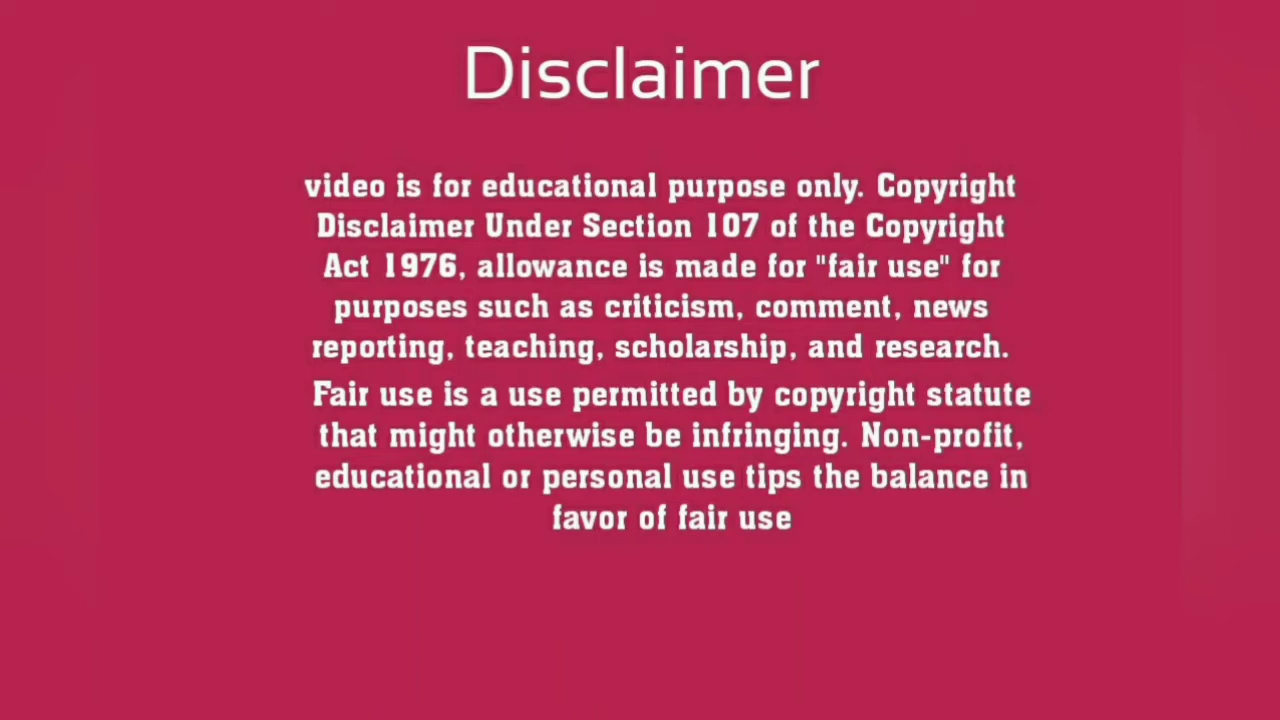 Disclaimer
video is for educational purpose only. Copyright
Disclaimer Under Section 107 of the Copyright
Act 1976, allowance is made for "fair use" for
purposes such as criticism, comment, news
reporting, teaching, scholarship, and research.
Fair use is a use permitted by copyright statute
that might otherwise be infringing. Non-profit,
educational or personal use tips the balance in
favor of fair use